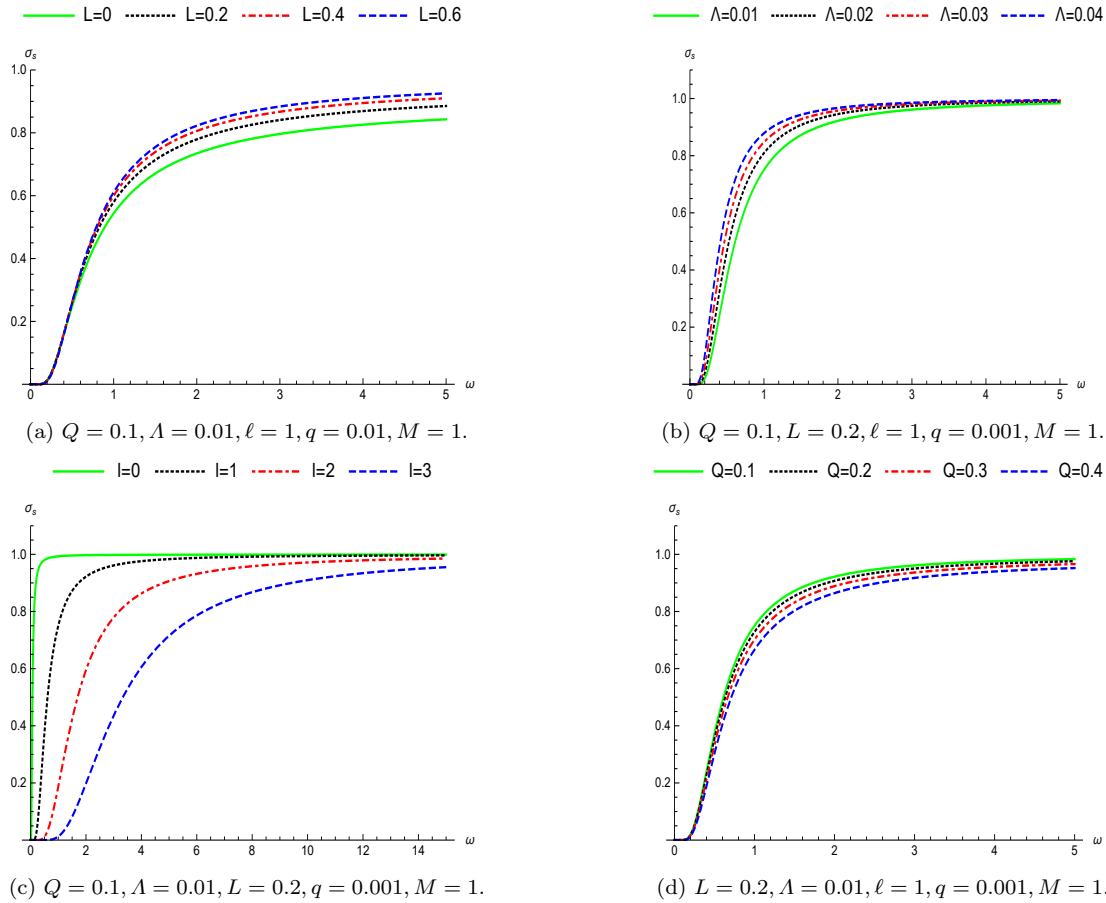 L=0 L=0.2 L=0.4 L=0.6
σs
1.0
0.8
0.6
0.4
0.2
0 1 2 3 4 5 ω
(a) Q = 0.1, Λ = 0.01, ℓ = 1, q = 0.01, M = 1.
Λ=0.01 Λ=0.02 Λ=0.03 Λ=0.04
σs
1.0
0.8
0.6
0.4
0.2
0 1 2 3 4 5 ω
(b) Q = 0.1, L = 0.2, ℓ = 1, q = 0.001, M = 1.
l=0 l=1 l=2 l=3
σs
1.0
0.8
0.6
0.4
0.2
0 2 4 6 8 10 12 14 ω
(c) Q = 0.1, Λ = 0.01, L = 0.2, q = 0.001, M = 1.
Q=0.1 Q=0.2 Q=0.3 Q=0.4
σs
1.0
0.8
0.6
0.4
0.2
0 1 2 3 4 5 ω
(d) L = 0.2, Λ = 0.01, ℓ = 1, q = 0.001, M = 1.